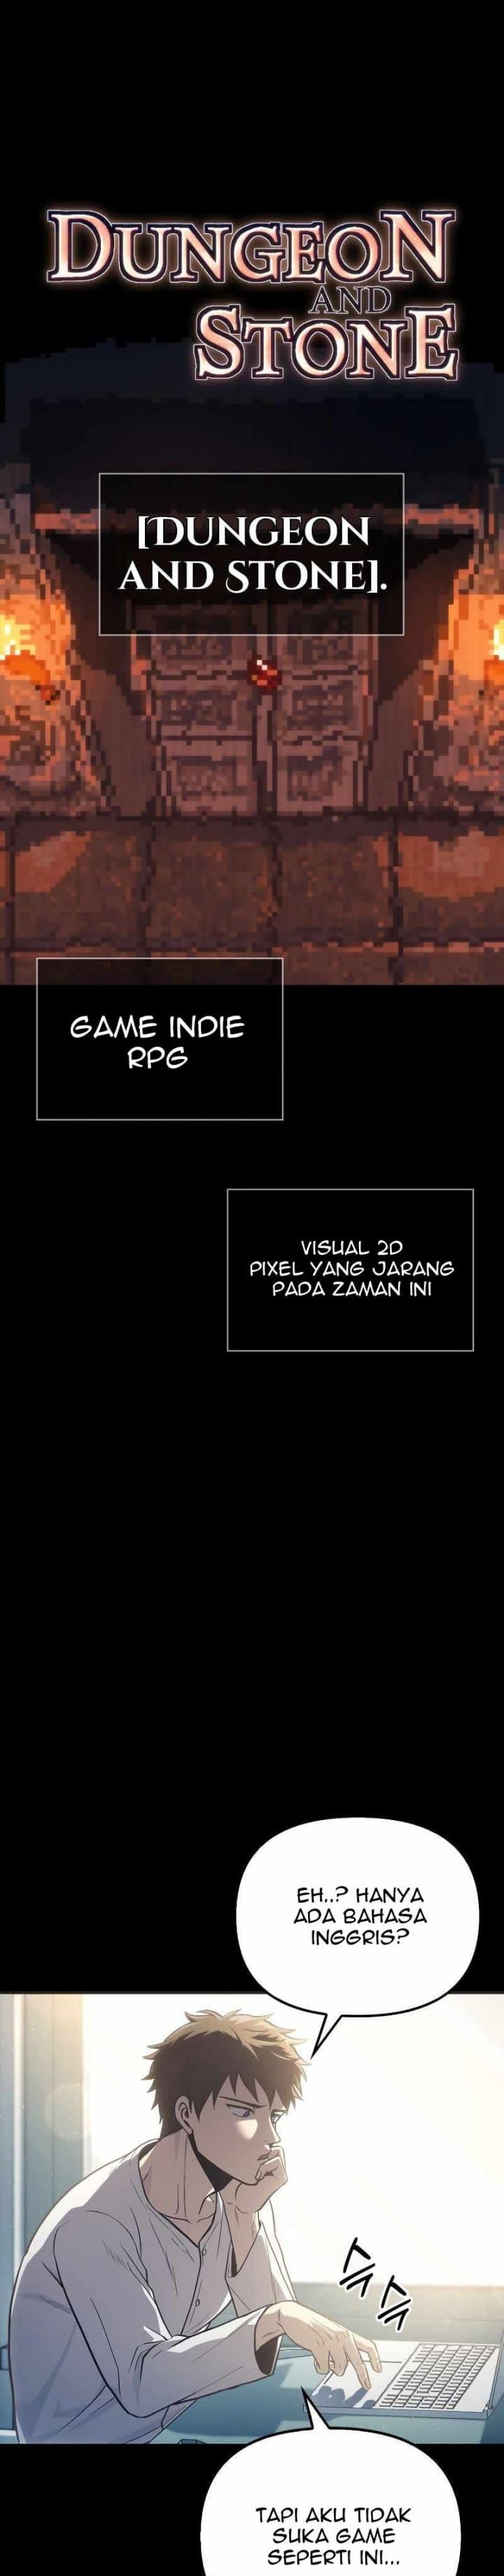 DUNGEON
AND
STONE
[DUNGEON
AND STONE].
GAME INDIE
RPG
VISUAL 2D
PIXEL YANG JARANG
PADA ZAMAN INI
EH..? HANYA
ADA BAHASA
INGGRIS?
TAPI AKU TIDAK
SUKA GAME
SEPERTI INI...